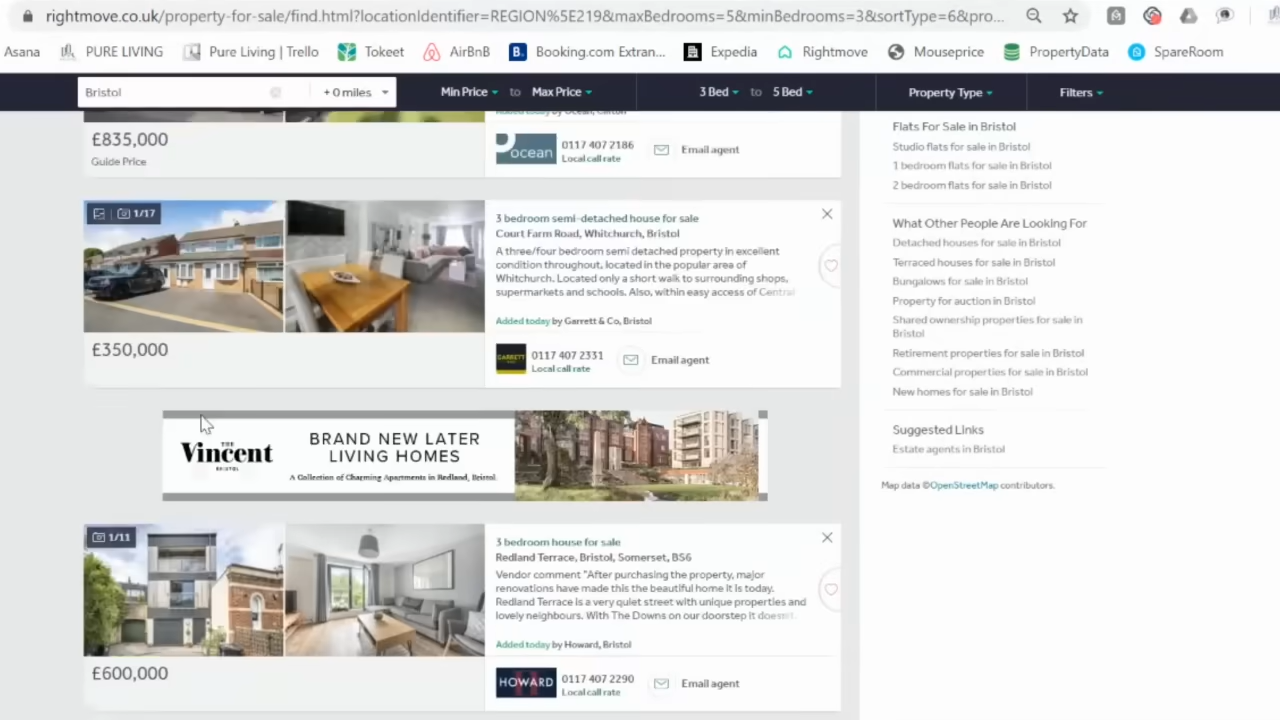 rightmove.co.uk/property-for-sale/find.html?locationIdentifier=REGION%5E219&maxBedrooms=5&minBedrooms=3&sortType=6&pro...
Asana PURE LIVING Pure Living | Trello Tokeet AirBnB Booking.com Extran... Expedia Rightmove Mouseprice PropertyData SpareRoom
Bristol + 0 miles Min Price to Max Price 3 Bed to 5 Bed Property Type Filters
£835,000
Guide Price
Added today by Ocean, Clifton
ocean
0117 407 2186
Local call rate
Email agent
1/17
£350,000
3 bedroom semi-detached house for sale
Court Farm Road, Whitchurch, Bristol
A three/four bedroom semi detached property in excellent
condition throughout, located in the popular area of
Whitchurch. Located only a short walk to surrounding shops,
supermarkets and schools. Also, within easy access of Central
Added today by Garrett & Co, Bristol
GARRETT
0117 407 2331
Local call rate
Email agent
THE
Vincent
BRISTOL
BRAND NEW LATER
LIVING HOMES
A Collection of Charming Apartments in Redland, Bristol.
1/11
£600,000
3 bedroom house for sale
Redland Terrace, Bristol, Somerset, BS6
Vendor comment "After purchasing the property, major
renovations have made this the beautiful home it is today.
Redland Terrace is a very quiet street with unique properties and
lovely neighbours. With The Downs on our doorstep it doesn't
Added today by Howard, Bristol
HOWARD
0117 407 2290
Local call rate
Email agent
Flats For Sale in Bristol
Studio flats for sale in Bristol
1 bedroom flats for sale in Bristol
2 bedroom flats for sale in Bristol
What Other People Are Looking For
Detached houses for sale in Bristol
Terraced houses for sale in Bristol
Bungalows for sale in Bristol
Property for auction in Bristol
Shared ownership properties for sale in
Bristol
Retirement properties for sale in Bristol
Commercial properties for sale in Bristol
New homes for sale in Bristol
Suggested Links
Estate agents in Bristol
Map data ©OpenStreetMap contributors.